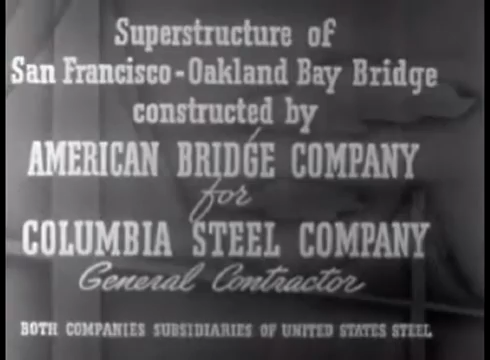 Superstructure of
San Francisco-Oakland Bay Bridge
constructed by
AMERICAN BRIDGE COMPANY
for
COLUMBIA STEEL COMPANY
General Contractor
BOTH COMPANIES SUBSIDIARIES OF UNITED STATES STEEL